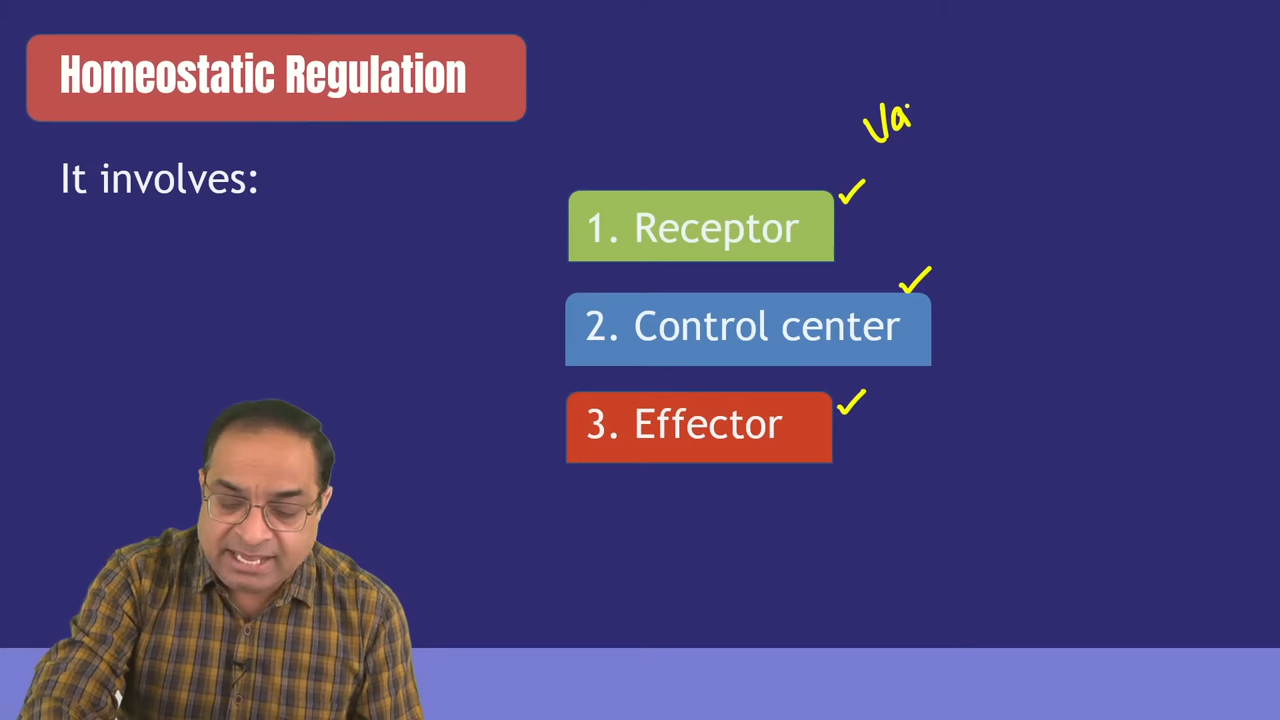 Homeostatic Regulation
It involves:
Va
1. Receptor
2. Control center
3. Effector